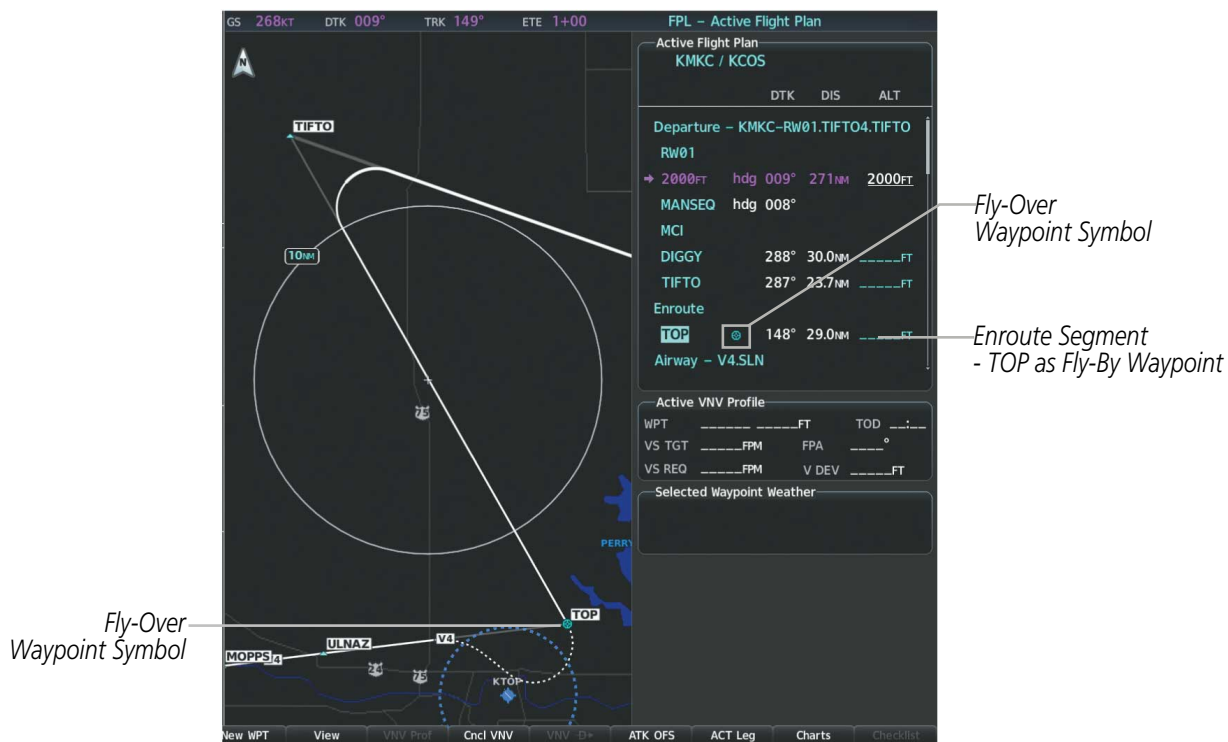 GS 268KT DTK 009° TRK 149° ETE 1+00 FPL – Active Flight Plan
N
TIFTO
10NM
75
PERRY
TOP
V4
ULNAZ
MOPPS
4
24
75
KTOP
Active Flight Plan
KMKC / KCOS
DTK DIS ALT
Departure – KMKC-RW01.TIFTO4.TIFTO
RW01
2000FT hdg 009° 271NM 2000FT
MANSEQ hdg 008°
MCI
DIGGY 288° 30.0NM _____FT
TIFTO 287° 23.7NM _____FT
Enroute
TOP 148° 29.0NM _____FT
Airway – V4.SLN
Active VNV Profile
WPT ______ _____FT TOD __:__
VS TGT _____FPM FPA ____°
VS REQ _____FPM V DEV _____FT
Selected Waypoint Weather
Fly-Over
Waypoint Symbol
Enroute Segment
- TOP as Fly-By Waypoint
Fly-Over
Waypoint Symbol
New WPT View VNV Prof Cncl VNV VNV -D→ ATK OFS ACT Leg Charts Checklist